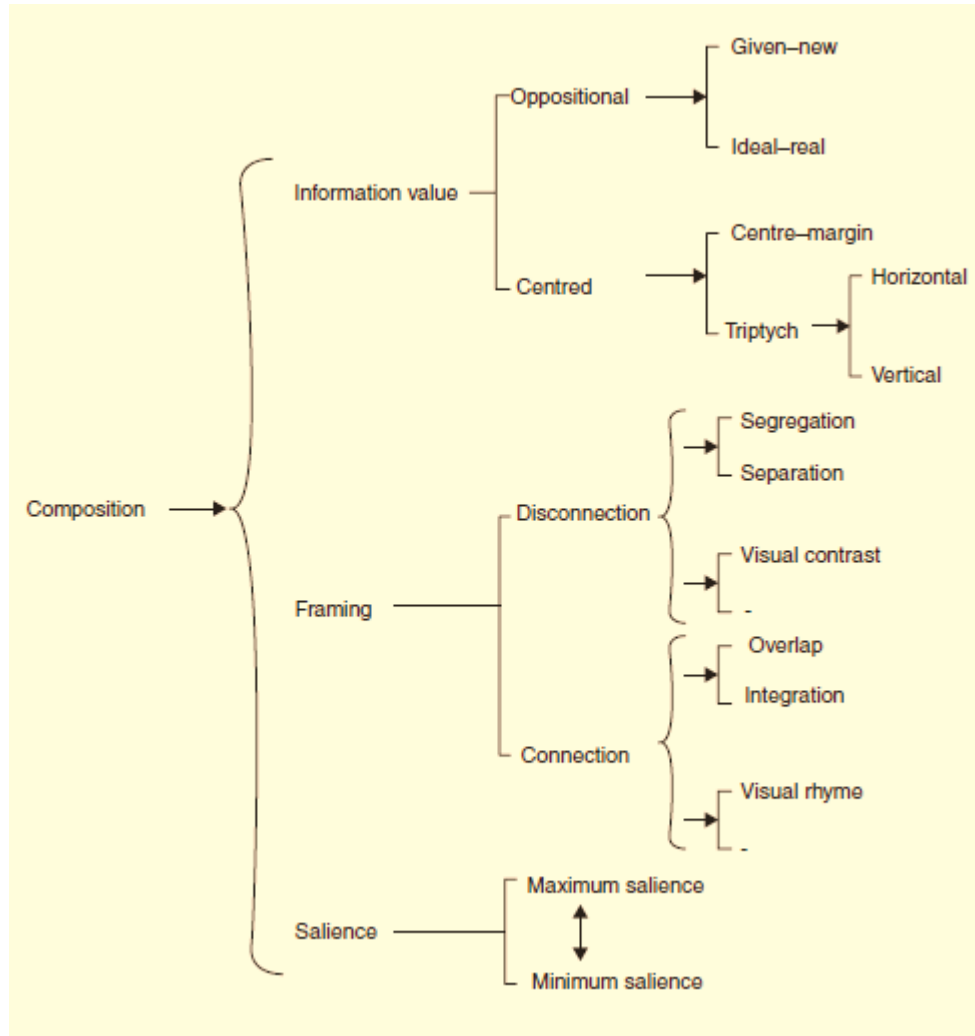 Given–new
Oppositional
Ideal–real
Information value
Centre–margin
Centred
Horizontal
Triptych
Vertical
Segregation
Separation
Composition
Disconnection
Visual contrast
-
Framing
Overlap
Integration
Connection
Visual rhyme
-
Maximum salience
Salience
Minimum salience